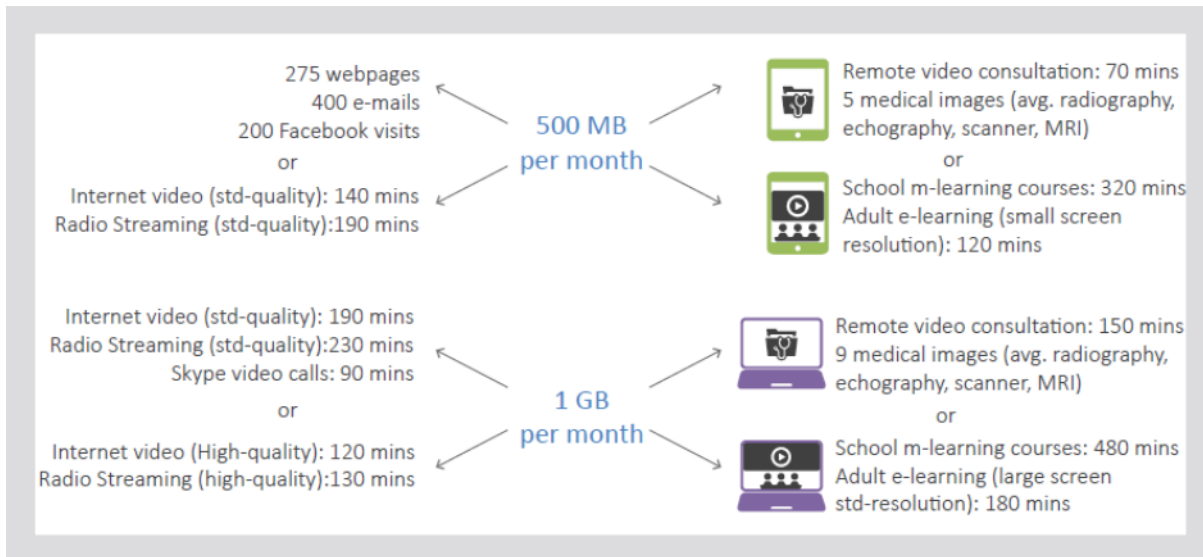 275 webpages
400 e-mails
200 Facebook visits
or
Internet video (std-quality): 140 mins
Radio Streaming (std-quality):190 mins
500 MB
per month
Remote video consultation: 70 mins
5 medical images (avg. radiography,
echography, scanner, MRI)
or
School m-learning courses: 320 mins
Adult e-learning (small screen
resolution): 120 mins
Internet video (std-quality): 190 mins
Radio Streaming (std-quality):230 mins
Skype video calls: 90 mins
or
Internet video (High-quality): 120 mins
Radio Streaming (high-quality):130 mins
1 GB
per month
Remote video consultation: 150 mins
9 medical images (avg. radiography,
echography, scanner, MRI)
or
School m-learning courses: 480 mins
Adult e-learning (large screen
std-resolution): 180 mins